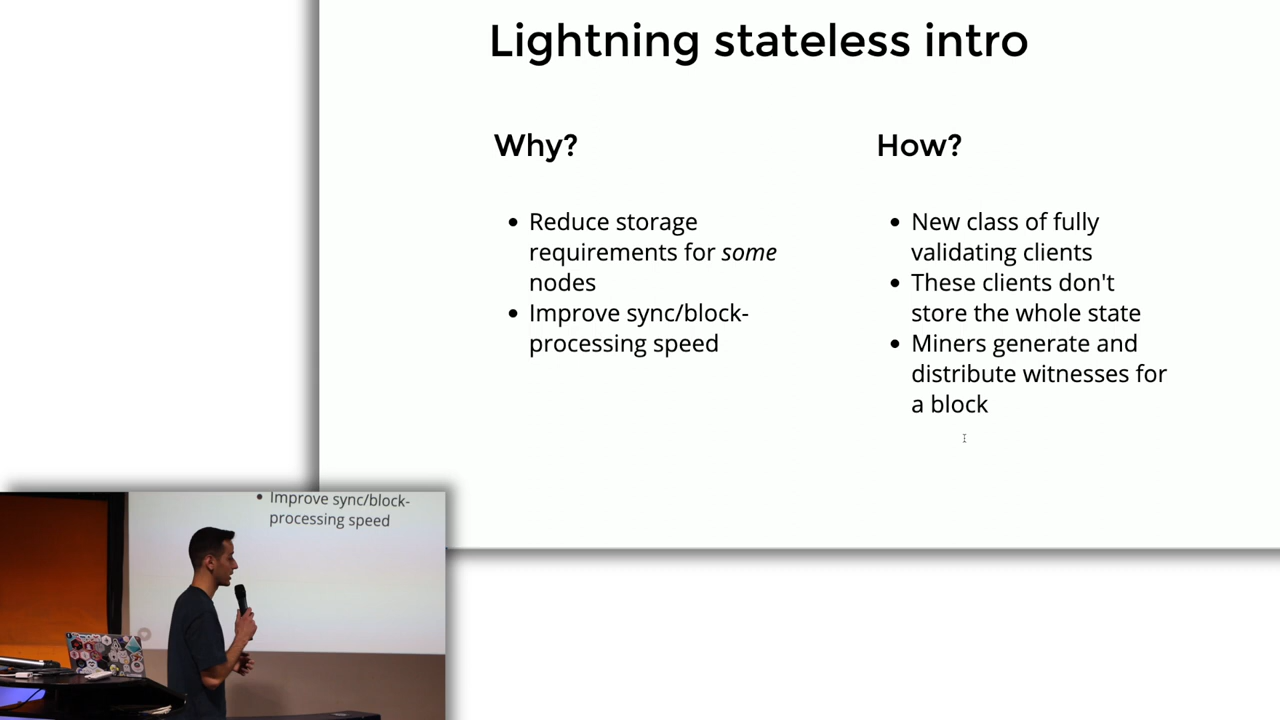 Lightning stateless intro
Why?
Reduce storage
requirements for some
nodes
Improve sync/block-
processing speed
How?
New class of fully
validating clients
These clients don't
store the whole state
Miners generate and
distribute witnesses for
a block
Improve sync/block-
processing speed